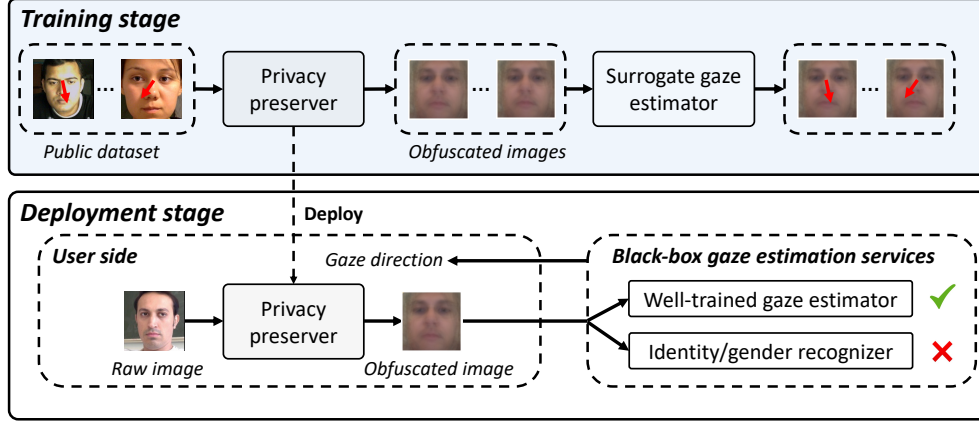 Training stage
Privacy
preserver
Surrogate gaze
estimator
...
...
...
Public dataset
Obfuscated images
Deployment stage
Deploy
User side
Gaze direction
Black-box gaze estimation services
Privacy
preserver
Well-trained gaze estimator
Identity/gender recognizer
Raw image
Obfuscated image